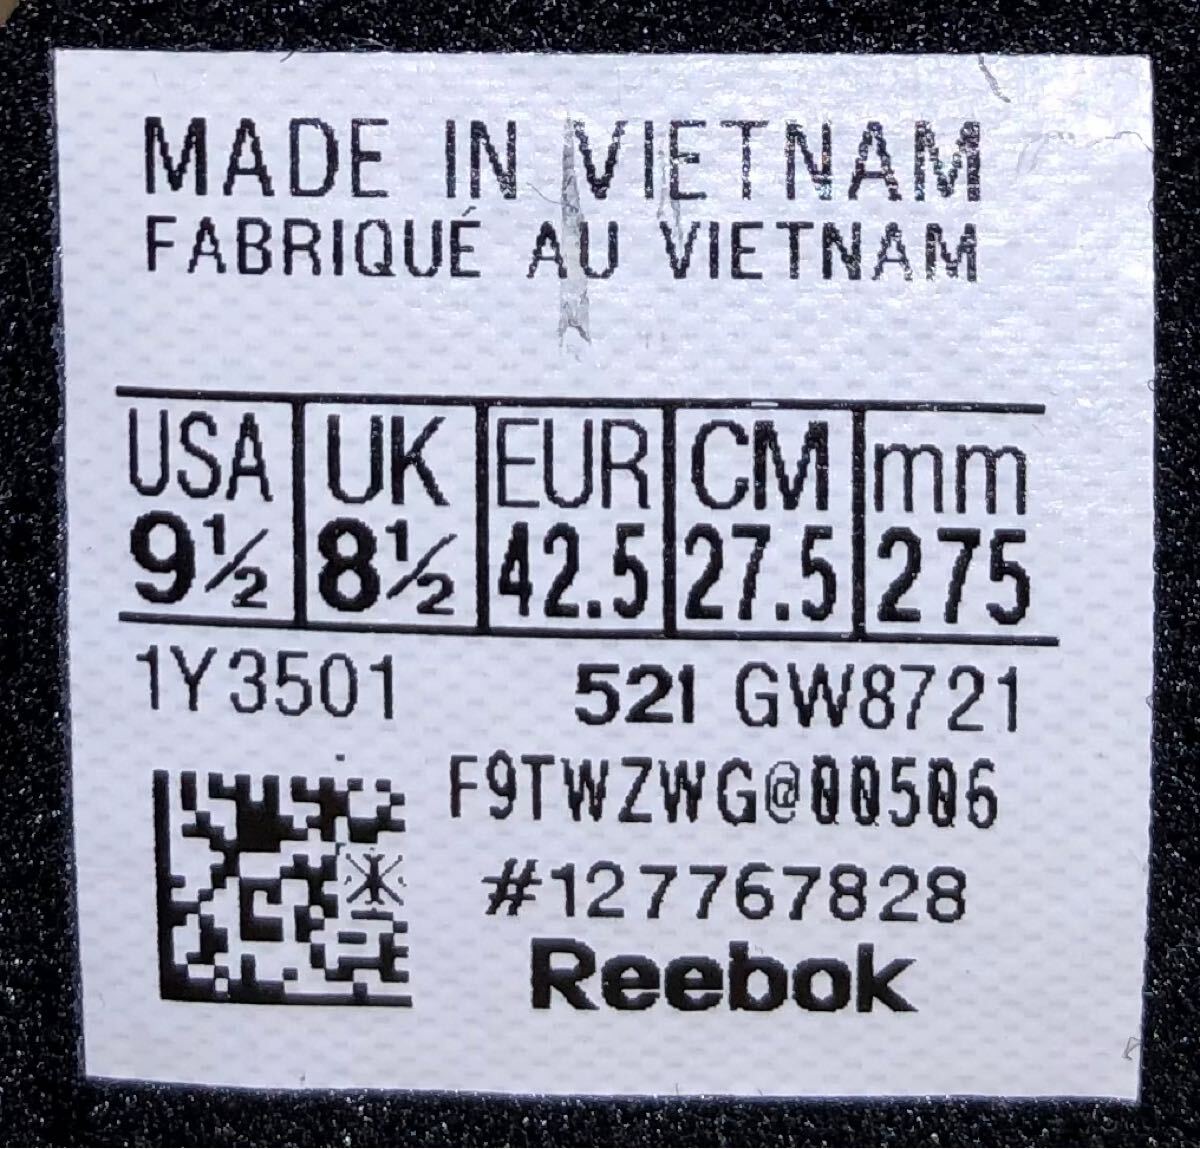 MADE IN VIETNAM
FABRIQUÉ AU VIETNAM
USA UK EUR CM mm
9½ 8½ 42.5 27.5 275
1Y3501 521 GW8721
F9TWZWG@00506
#127767828
Reebok